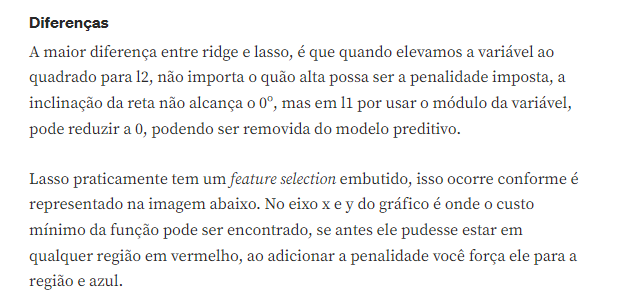 Diferenças
A maior diferença entre ridge e lasso, é que quando elevamos a variável ao
quadrado para l2, não importa o quão alta possa ser a penalidade imposta, a
inclinação da reta não alcança o 0º, mas em l1 por usar o módulo da variável,
pode reduzir a 0, podendo ser removida do modelo preditivo.
Lasso praticamente tem um feature selection embutido, isso ocorre conforme é
representado na imagem abaixo. No eixo x e y do gráfico é onde o custo
mínimo da função pode ser encontrado, se antes ele pudesse estar em
qualquer região em vermelho, ao adicionar a penalidade você força ele para a
região e azul.